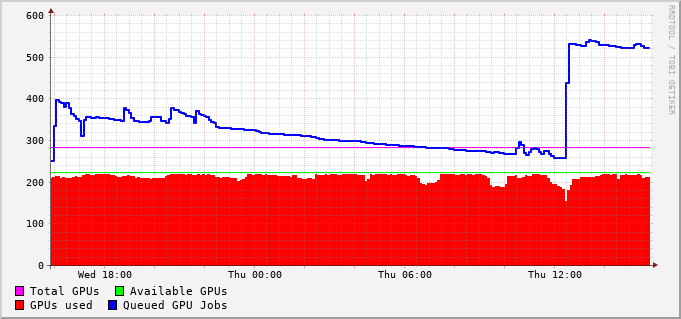 600
500
400
300
200
100
0
Wed 18:00 Thu 00:00 Thu 06:00 Thu 12:00
Total GPUs Available GPUs
GPUs used Queued GPU Jobs
RRDTOOL / TOBI OETIKER